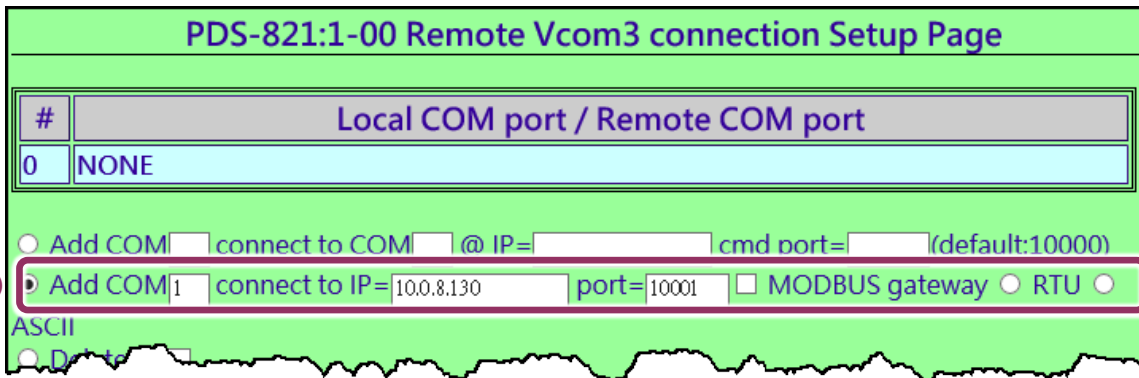 PDS-821:1-00 Remote Vcom3 connection Setup Page
# Local COM port / Remote COM port
0 NONE
Add COM connect to COM @ IP= cmd port= (default:10000)
Add COM 1 connect to IP= 10.0.8.130 port= 10001 MODBUS gateway RTU
ASCII